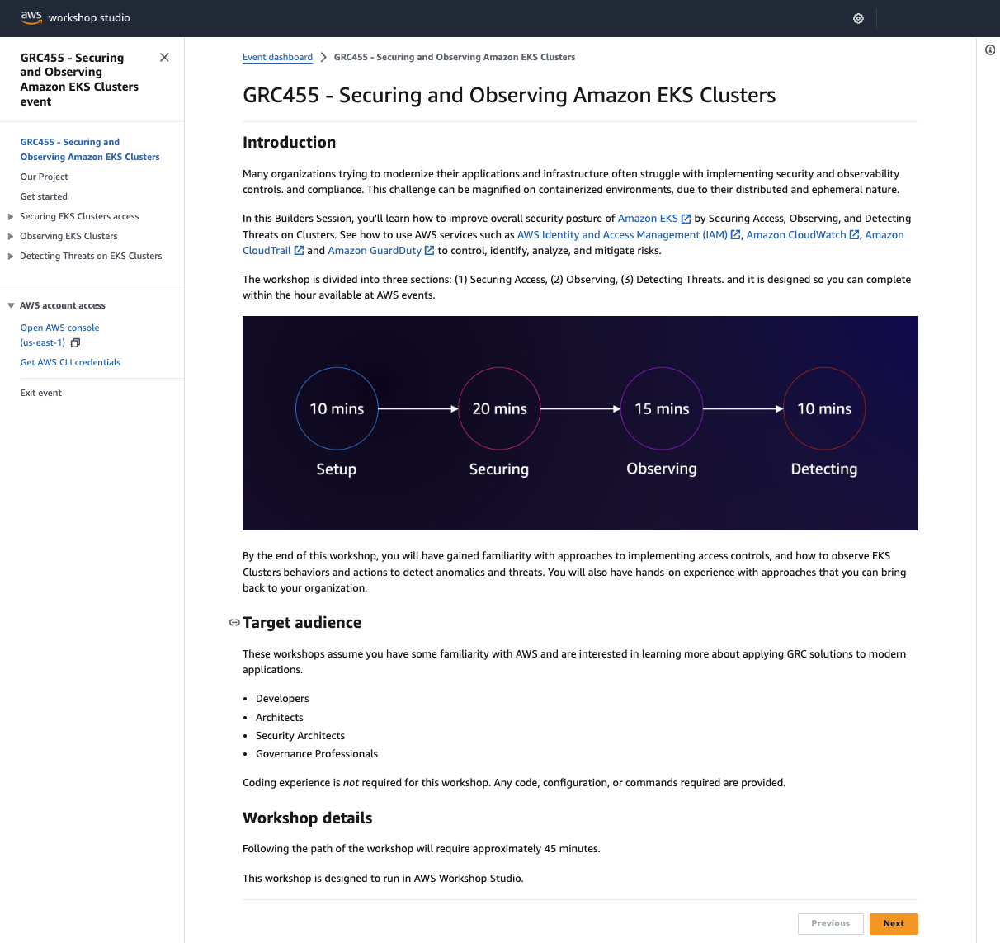 aws workshop studio
GRC455 - Securing
and Observing
Amazon EKS Clusters
event
GRC455 - Securing and
Observing Amazon EKS Clusters
Our Project
Get started
Securing EKS Clusters access
Observing EKS Clusters
Detecting Threats on EKS Clusters
AWS account access
Open AWS console
(us-east-1)
Get AWS CLI credentials
Exit event
Event dashboard > GRC455 - Securing and Observing Amazon EKS Clusters
GRC455 - Securing and Observing Amazon EKS Clusters
Introduction
Many organizations trying to modernize their applications and infrastructure often struggle with implementing security and observability
controls. and compliance. This challenge can be magnified on containerized environments, due to their distributed and ephemeral nature.
In this Builders Session, you'll learn how to improve overall security posture of Amazon EKS by Securing Access, Observing, and Detecting
Threats on Clusters. See how to use AWS services such as AWS Identity and Access Management (IAM), Amazon CloudWatch, Amazon
CloudTrail and Amazon GuardDuty to control, identify, analyze, and mitigate risks.
The workshop is divided into three sections: (1) Securing Access, (2) Observing, (3) Detecting Threats. and it is designed so you can complete
within the hour available at AWS events.
10 mins 20 mins 15 mins 10 mins
Setup Securing Observing Detecting
By the end of this workshop, you will have gained familiarity with approaches to implementing access controls, and how to observe EKS
Clusters behaviors and actions to detect anomalies and threats. You will also have hands-on experience with approaches that you can bring
back to your organization.
Target audience
These workshops assume you have some familiarity with AWS and are interested in learning more about applying GRC solutions to modern
applications.
• Developers
• Architects
• Security Architects
• Governance Professionals
Coding experience is not required for this workshop. Any code, configuration, or commands required are provided.
Workshop details
Following the path of the workshop will require approximately 45 minutes.
This workshop is designed to run in AWS Workshop Studio.
Previous Next